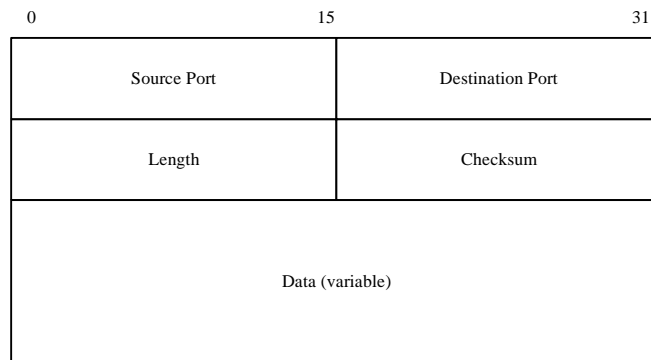 0 15 31
Source Port Destination Port
Length Checksum
Data (variable)